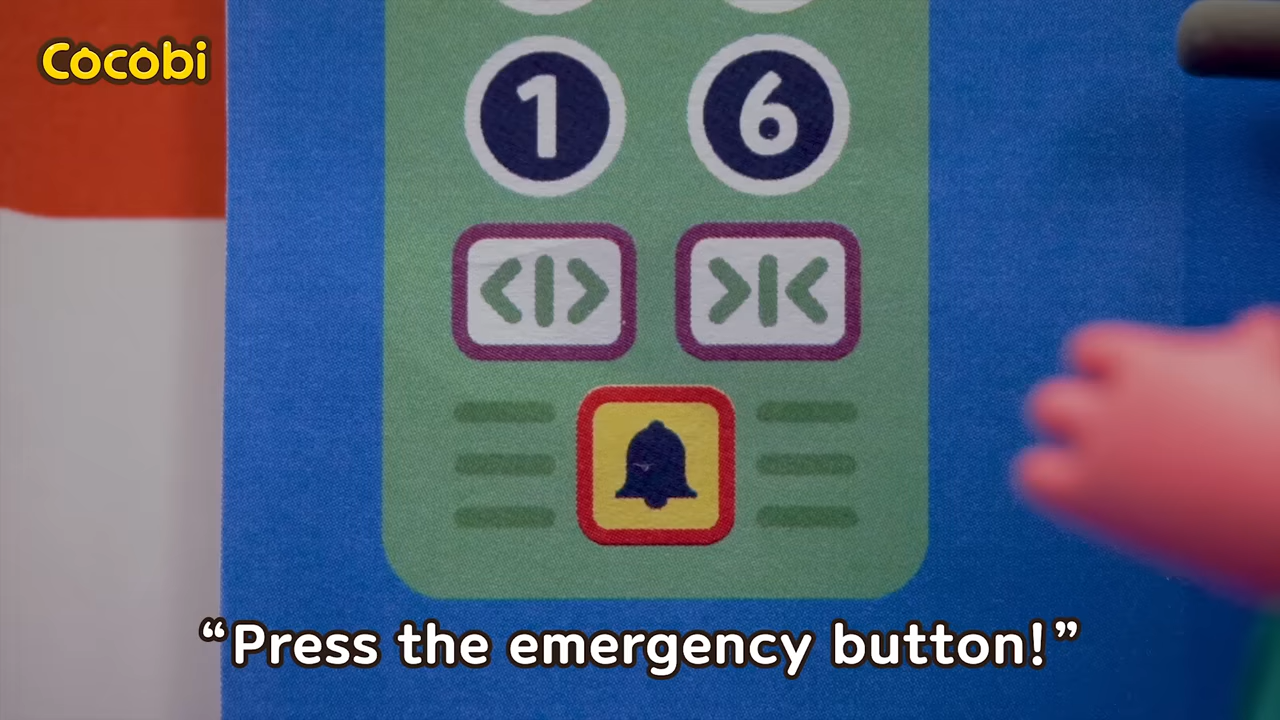 Cocobi
1 6
<|> >|<
“Press the emergency button!”